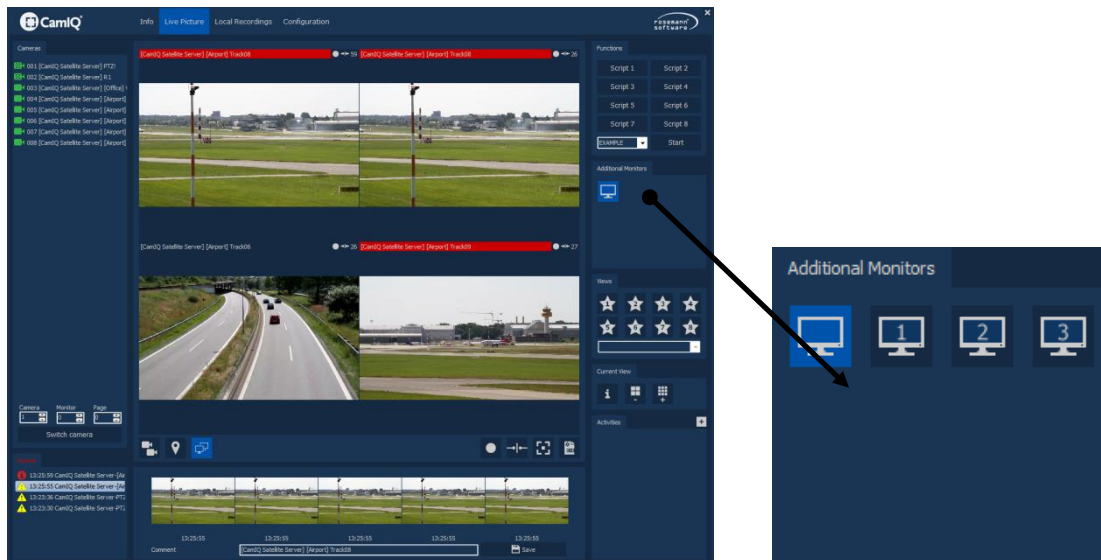 CamIQ
Info Live Picture Local Recordings Configuration
rosemann
software
Cameras
001 [CamIQ Satellite Server] PTZ!
002 [CamIQ Satellite Server] R1
003 [CamIQ Satellite Server] [Office]
004 [CamIQ Satellite Server] [Airport]
005 [CamIQ Satellite Server] [Airport]
006 [CamIQ Satellite Server] [Airport]
007 [CamIQ Satellite Server] [Airport]
008 [CamIQ Satellite Server] [Airport]
Camera Monitor Page
1 0 0
Switch camera
13:25:59 CamIQ Satellite Server-[Air
13:25:55 CamIQ Satellite Server-[Air
13:23:36 CamIQ Satellite Server-PTZ
13:23:30 CamIQ Satellite Server-PTZ
[CamIQ Satellite Server] [Airport] Track08 59
[CamIQ Satellite Server] [Airport] Track08 26
[CamIQ Satellite Server] [Airport] Track06 26
[CamIQ Satellite Server] [Airport] Track09 27
13:25:55 13:25:55 13:25:55 13:25:55 13:25:55
Comment [CamIQ Satellite Server] [Airport] Track08 Save
Functions
Script 1 Script 2
Script 3 Script 4
Script 5 Script 6
Script 7 Script 8
EXAMPLE Start
Additional Monitors
Views
Current View
Activities
Additional Monitors
1 2 3